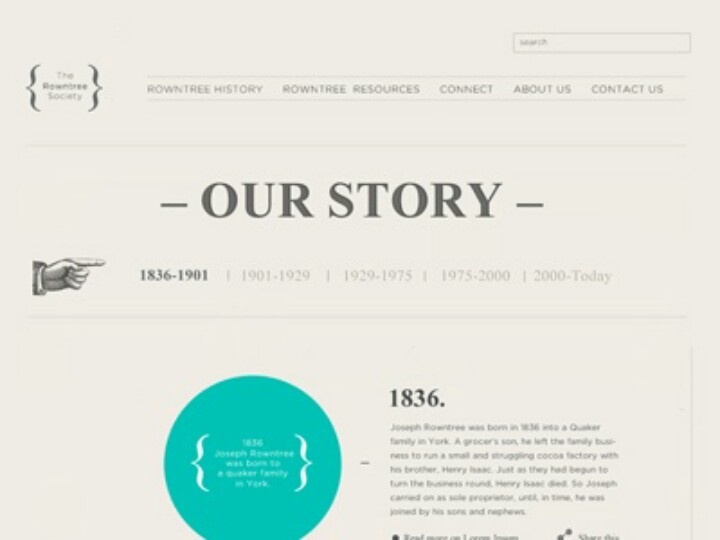 search
The
Rowntree
Society
ROWNTREE HISTORY ROWNTREE RESOURCES CONNECT ABOUT US CONTACT US
– OUR STORY –
1836-1901 | 1901-1929 | 1929-1975 | 1975-2000 | 2000-Today
1836
Joseph Rowntree
was born to
a quaker family
in York.
–
1836.
Joseph Rowntree was born in 1836 into a Quaker
family in York. A grocer's son, he left the family busi-
ness to run a small and struggling cocoa factory with
his brother, Henry Isaac. Just as they had begun to
turn the business round, Henry Isaac died. So Joseph
carried on as sole proprietor, until, in time, he was
joined by his sons and nephews.
Read more on Lorem Ipsum Share this